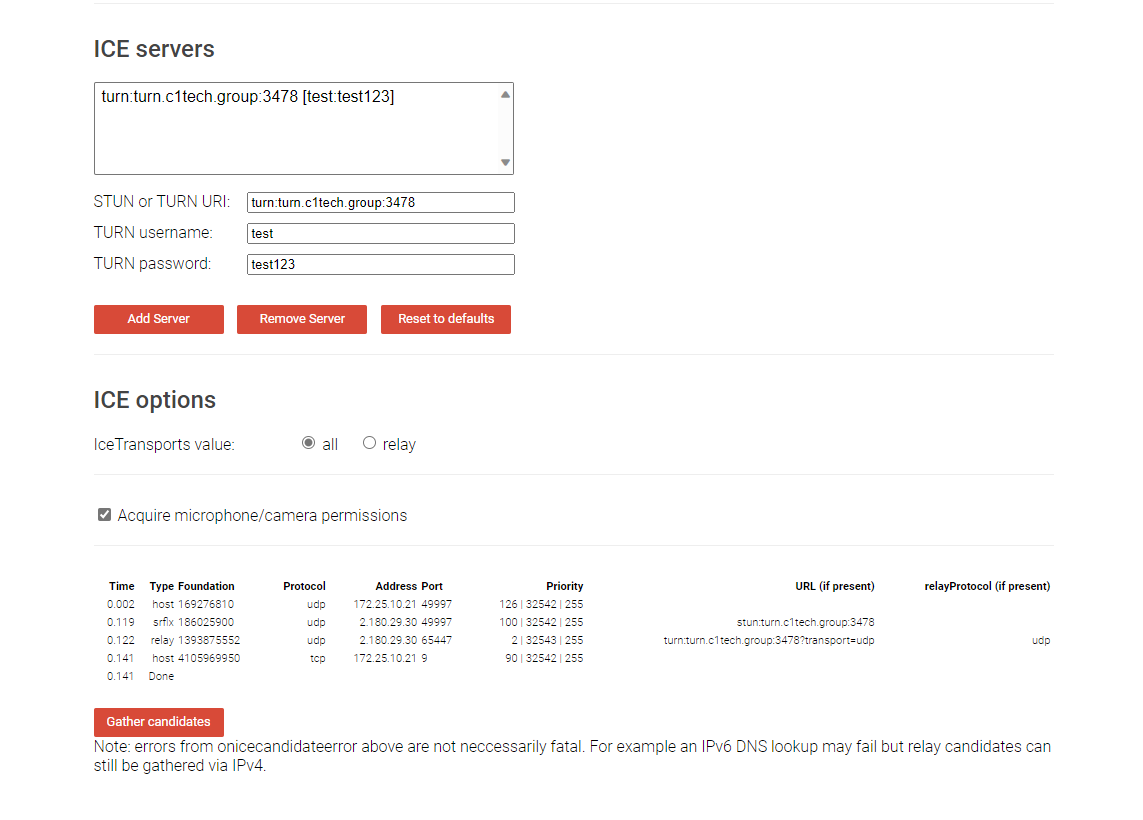 ICE servers
turn:turn.c1tech.group:3478 [test:test123]
STUN or TURN URI: turn:turn.c1tech.group:3478
TURN username: test
TURN password: test123
Add Server Remove Server Reset to defaults
ICE options
IceTransports value: all relay
Acquire microphone/camera permissions
Time Type Foundation Protocol Address Port Priority URL (if present) relayProtocol (if present)
0.002 host 169276810 udp 172.25.10.21 49997 126 | 32542 | 255
0.119 srflx 186025900 udp 2.180.29.30 49997 100 | 32542 | 255 stun:turn.c1tech.group:3478
0.122 relay 1393875552 udp 2.180.29.30 65447 2 | 32543 | 255 turn:turn.c1tech.group:3478?transport=udp udp
0.141 host 4105969950 tcp 172.25.10.21 9 90 | 32542 | 255
0.141 Done
Gather candidates
Note: errors from onicecandidateerror above are not neccessarily fatal. For example an IPv6 DNS lookup may fail but relay candidates can
still be gathered via IPv4.